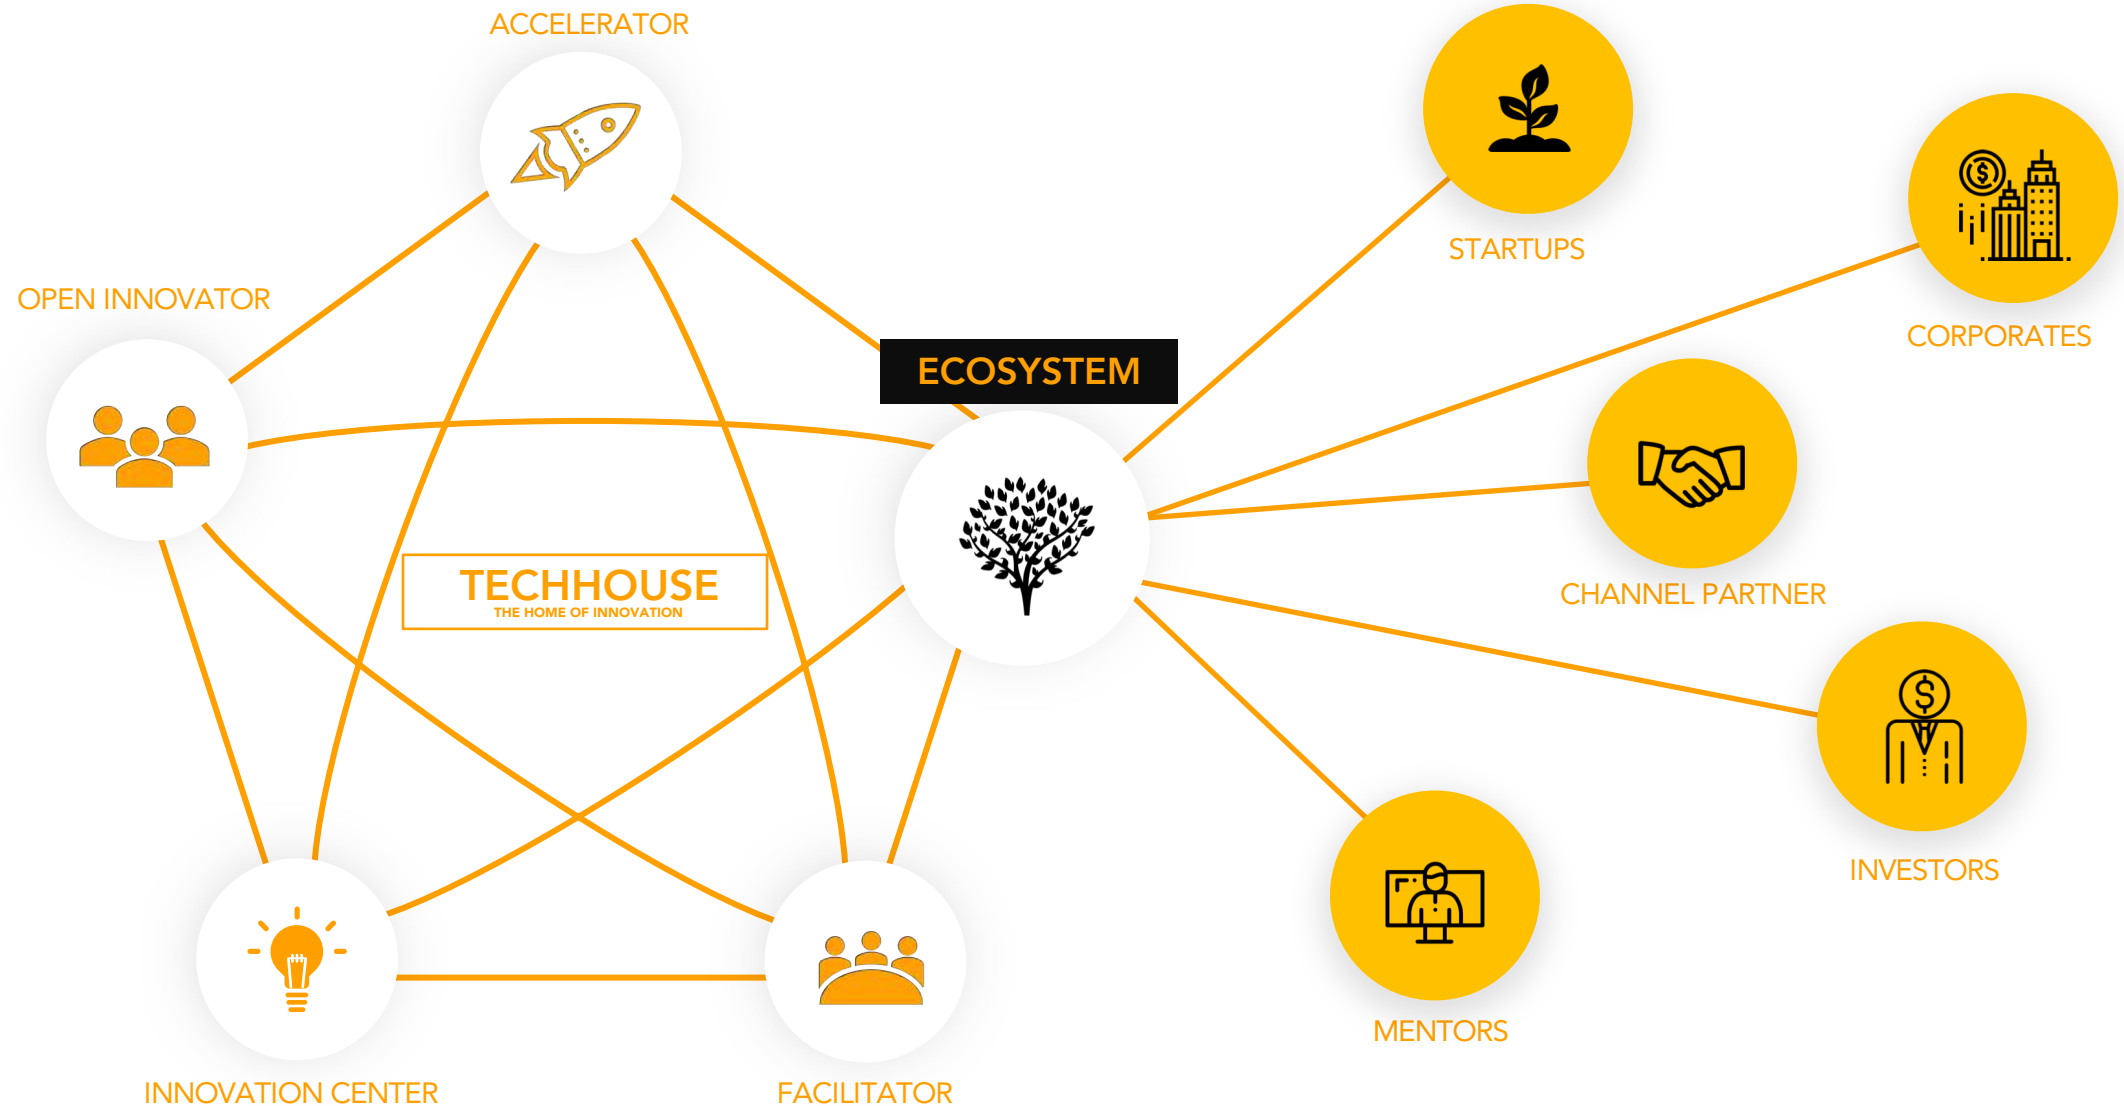 ACCELERATOR
OPEN INNOVATOR
ECOSYSTEM
TECHHOUSE
THE HOME OF INNOVATION
INNOVATION CENTER
FACILITATOR
STARTUPS
CORPORATES
CHANNEL PARTNER
INVESTORS
MENTORS